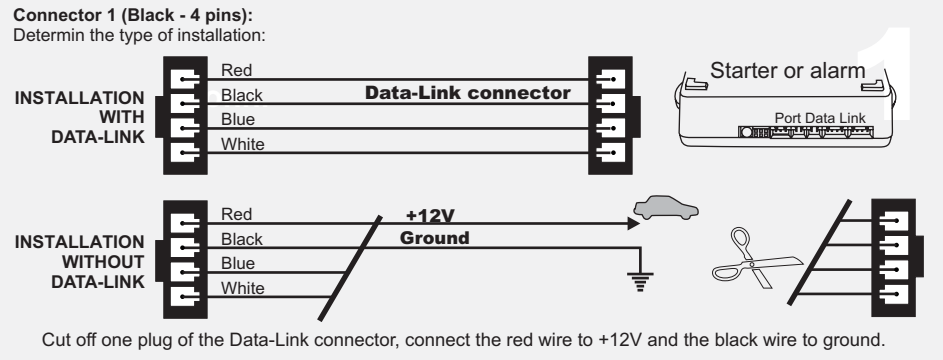 Connector 1 (Black - 4 pins):
Determin the type of installation:
1
Red
Black
Blue
White
Data-Link connector
INSTALLATION
WITH
DATA-LINK
Starter or alarm
Port Data Link
Red
Black
Blue
White
+12V
Ground
INSTALLATION
WITHOUT
DATA-LINK
Cut off one plug of the Data-Link connector, connect the red wire to +12V and the black wire to ground.